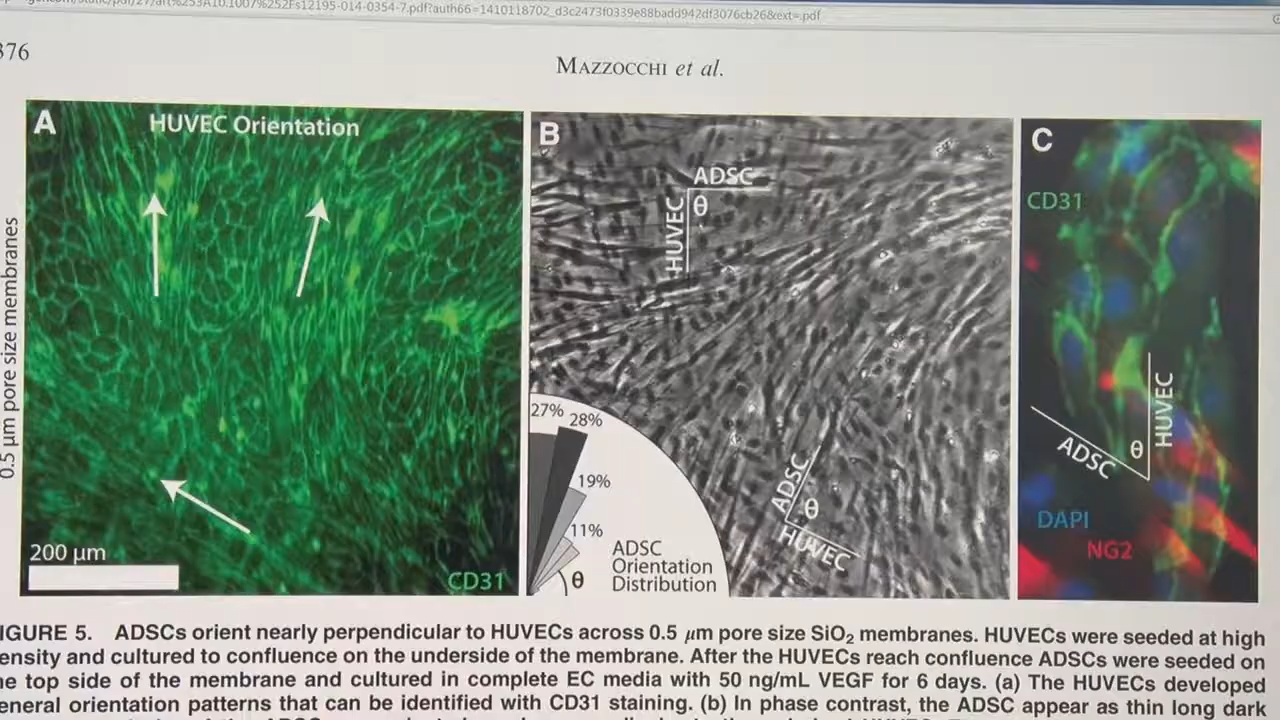 376
MAZZOCCHI et al.
0.5 µm pore size membranes
A
HUVEC Orientation
200 µm
CD31
B
ADSC
HUVEC
θ
27%
28%
19%
11%
θ
ADSC
Orientation
Distribution
ADSC
θ
HUVEC
C
CD31
HUVEC
ADSC
θ
DAPI
NG2
IGURE 5. ADSCs orient nearly perpendicular to HUVECs across 0.5 µm pore size SiO2 membranes. HUVECs were seeded at high
ensity and cultured to confluence on the underside of the membrane. After the HUVECs reach confluence ADSCs were seeded on
he top side of the membrane and cultured in complete EC media with 50 ng/mL VEGF for 6 days. (a) The HUVECs developed
eneral orientation patterns that can be identified with CD31 staining. (b) In phase contrast, the ADSC appear as thin long dark